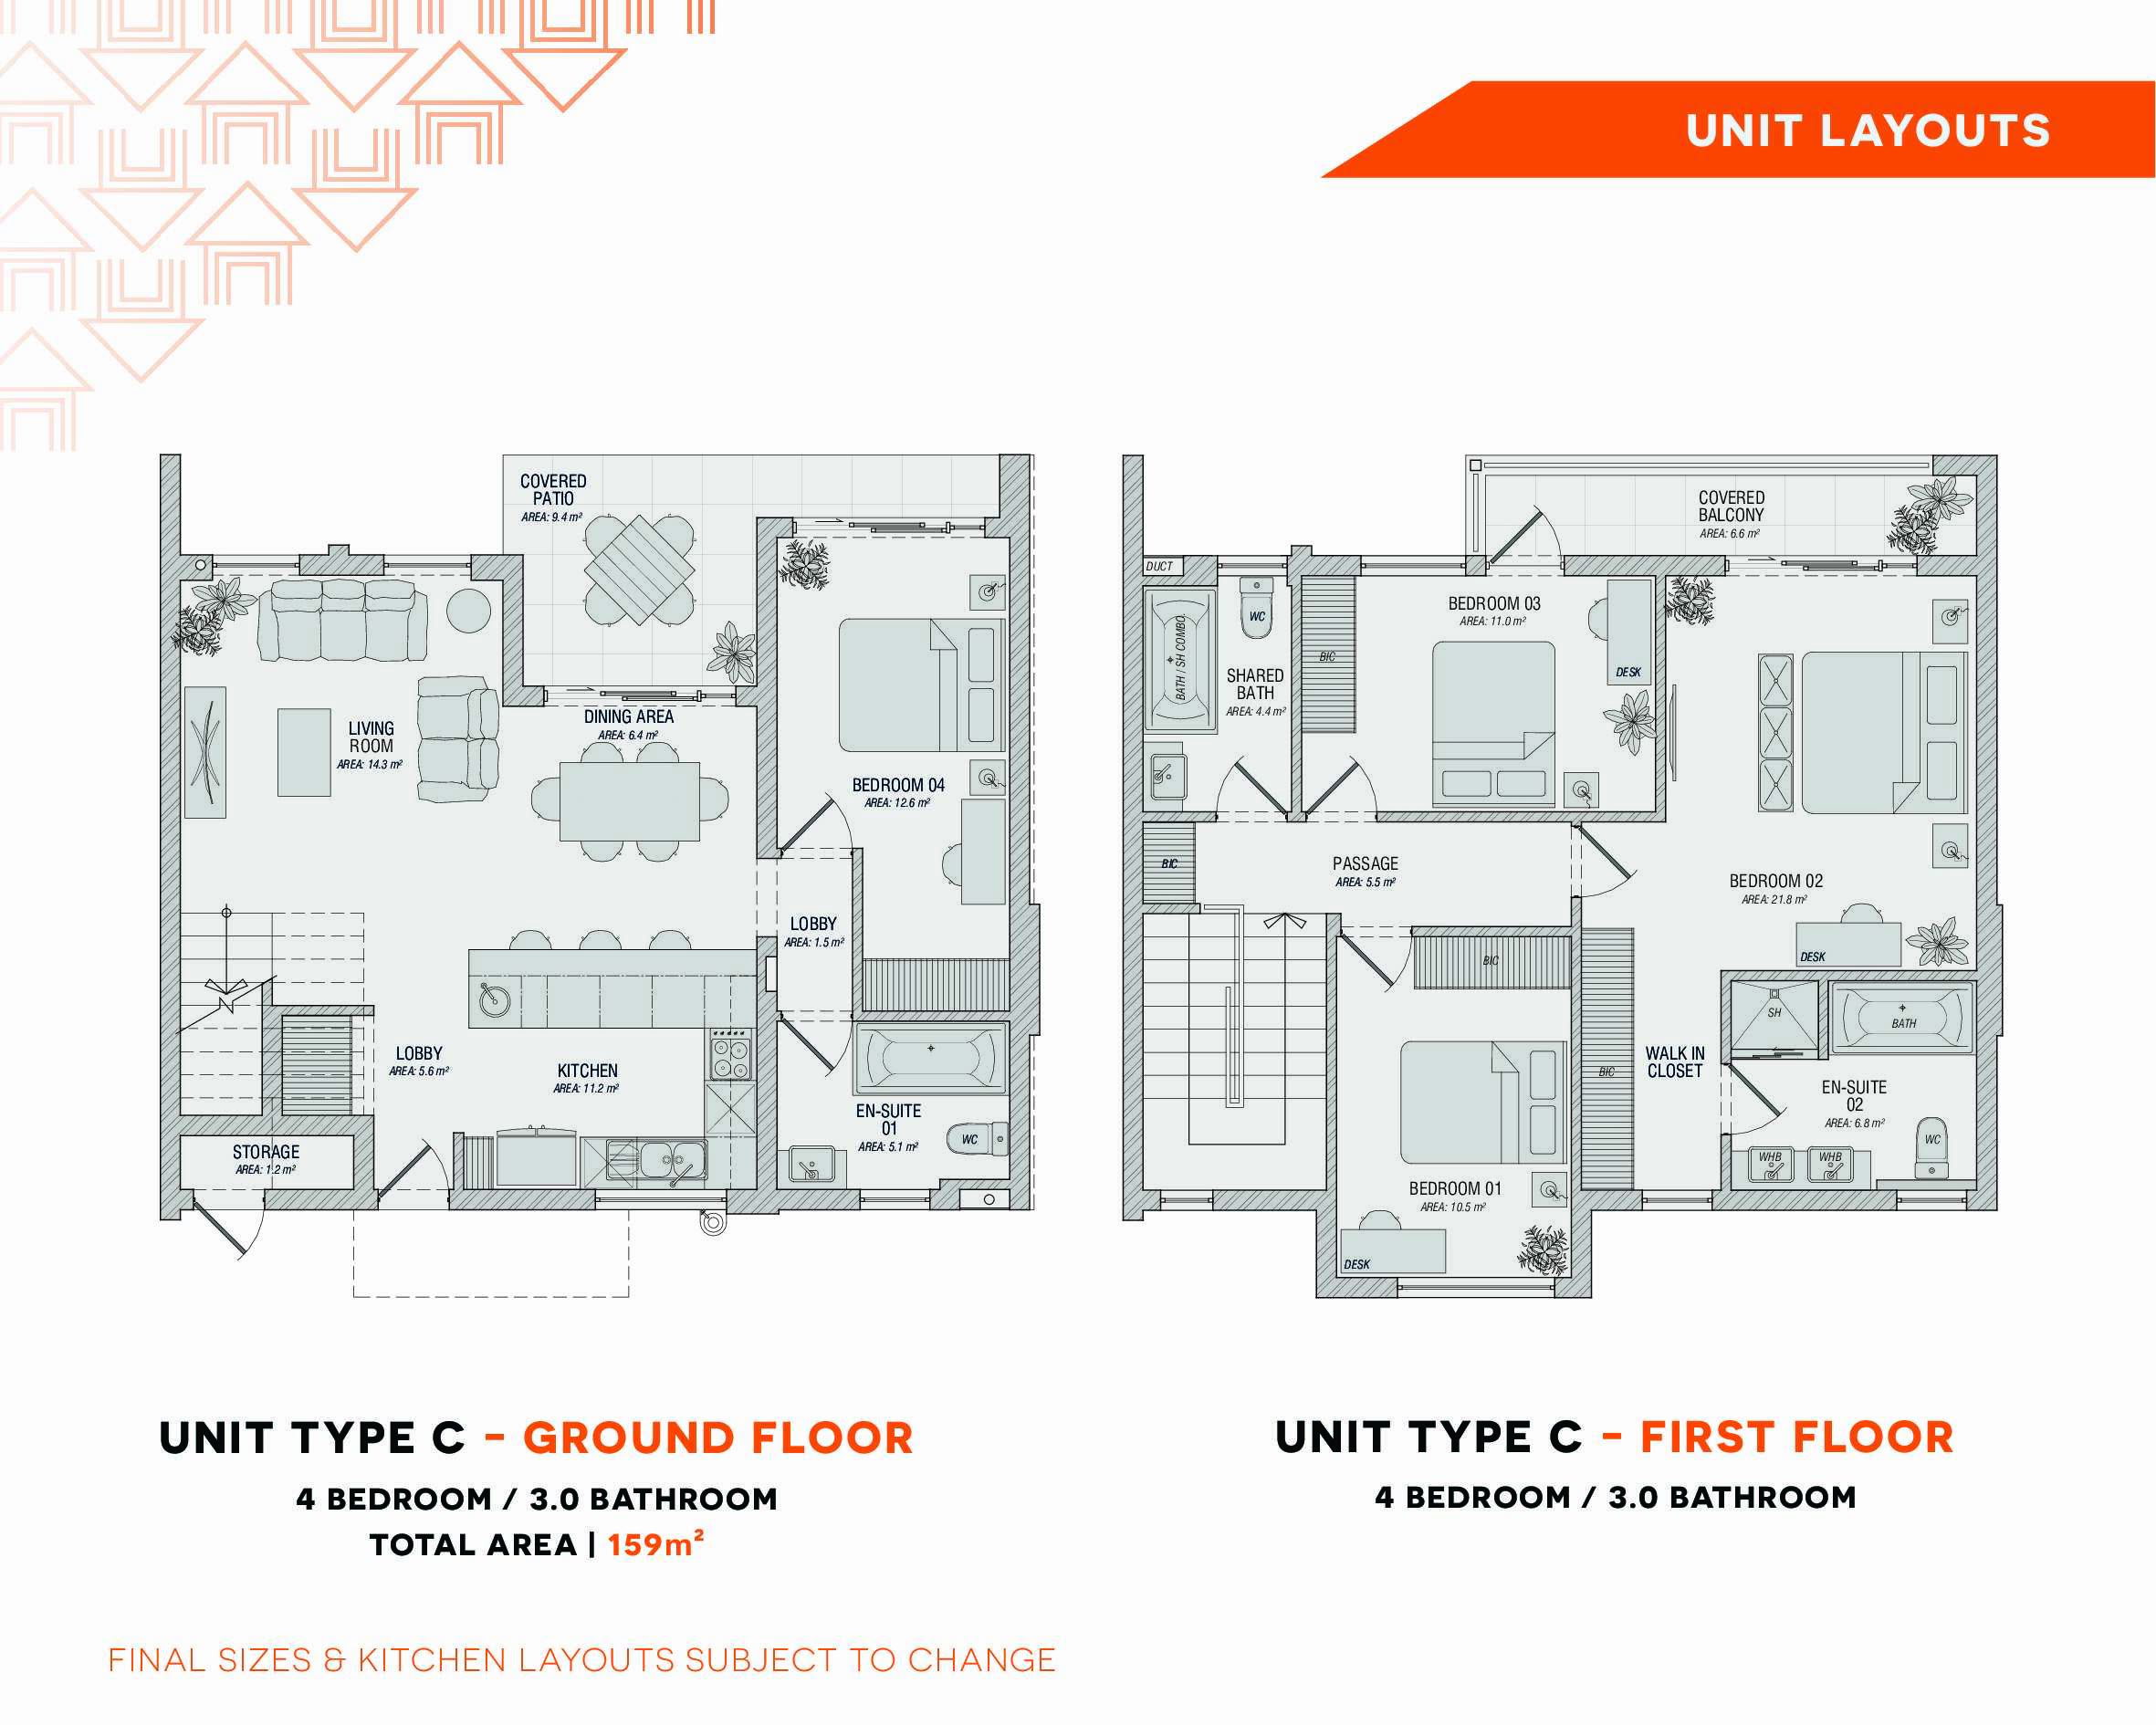 UNIT LAYOUTS
COVERED
PATIO
AREA: 9.4 m²
LIVING
ROOM
AREA: 14.3 m²
DINING AREA
AREA: 6.4 m²
BEDROOM 04
AREA: 12.6 m²
LOBBY
AREA: 1.5 m²
LOBBY
AREA: 5.6 m²
KITCHEN
AREA: 11.2 m²
EN-SUITE
01
AREA: 5.1 m²
WC
STORAGE
AREA: 1.2 m²
COVERED
BALCONY
AREA: 6.6 m²
DUCT
WC
BATH / SH COMBO.
SHARED
BATH
AREA: 4.4 m²
BIC
BEDROOM 03
AREA: 11.0 m²
DESK
BIC
PASSAGE
AREA: 5.5 m²
BEDROOM 02
AREA: 21.8 m²
DESK
BIC
SH
BATH
WALK IN
CLOSET
BIC
EN-SUITE
02
AREA: 6.8 m²
WC
WHB
WHB
BEDROOM 01
AREA: 10.5 m²
DESK
UNIT TYPE C - GROUND FLOOR
4 BEDROOM / 3.0 BATHROOM
TOTAL AREA | 159m²
UNIT TYPE C - FIRST FLOOR
4 BEDROOM / 3.0 BATHROOM
FINAL SIZES & KITCHEN LAYOUTS SUBJECT TO CHANGE